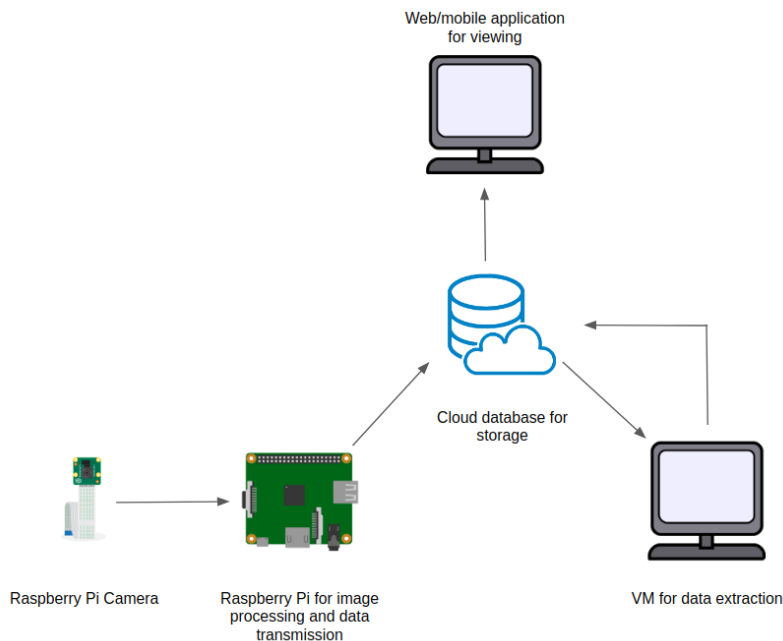 Web/mobile application
for viewing
Cloud database for
storage
Raspberry Pi Camera
Raspberry Pi for image
processing and data
transmission
VM for data extraction